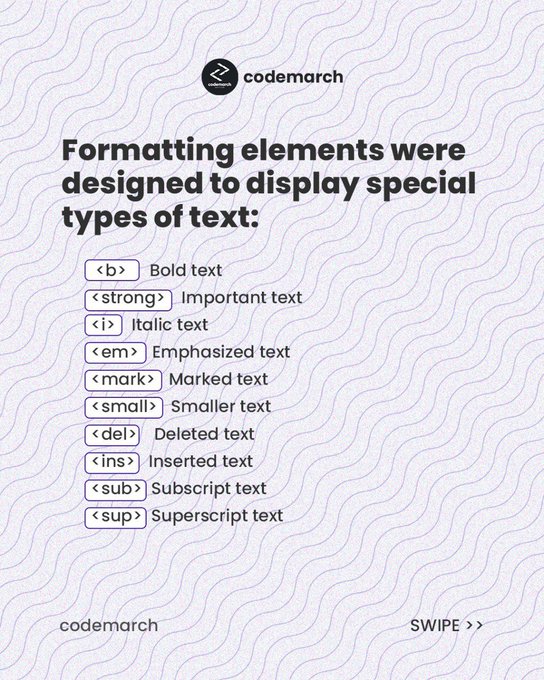 codemarch
codemarch
Formatting elements were
designed to display special
types of text:
<b> Bold text
<strong> Important text
<i> Italic text
<em> Emphasized text
<mark> Marked text
<small> Smaller text
<del> Deleted text
<ins> Inserted text
<sub> Subscript text
<sup> Superscript text
codemarch
SWIPE >>